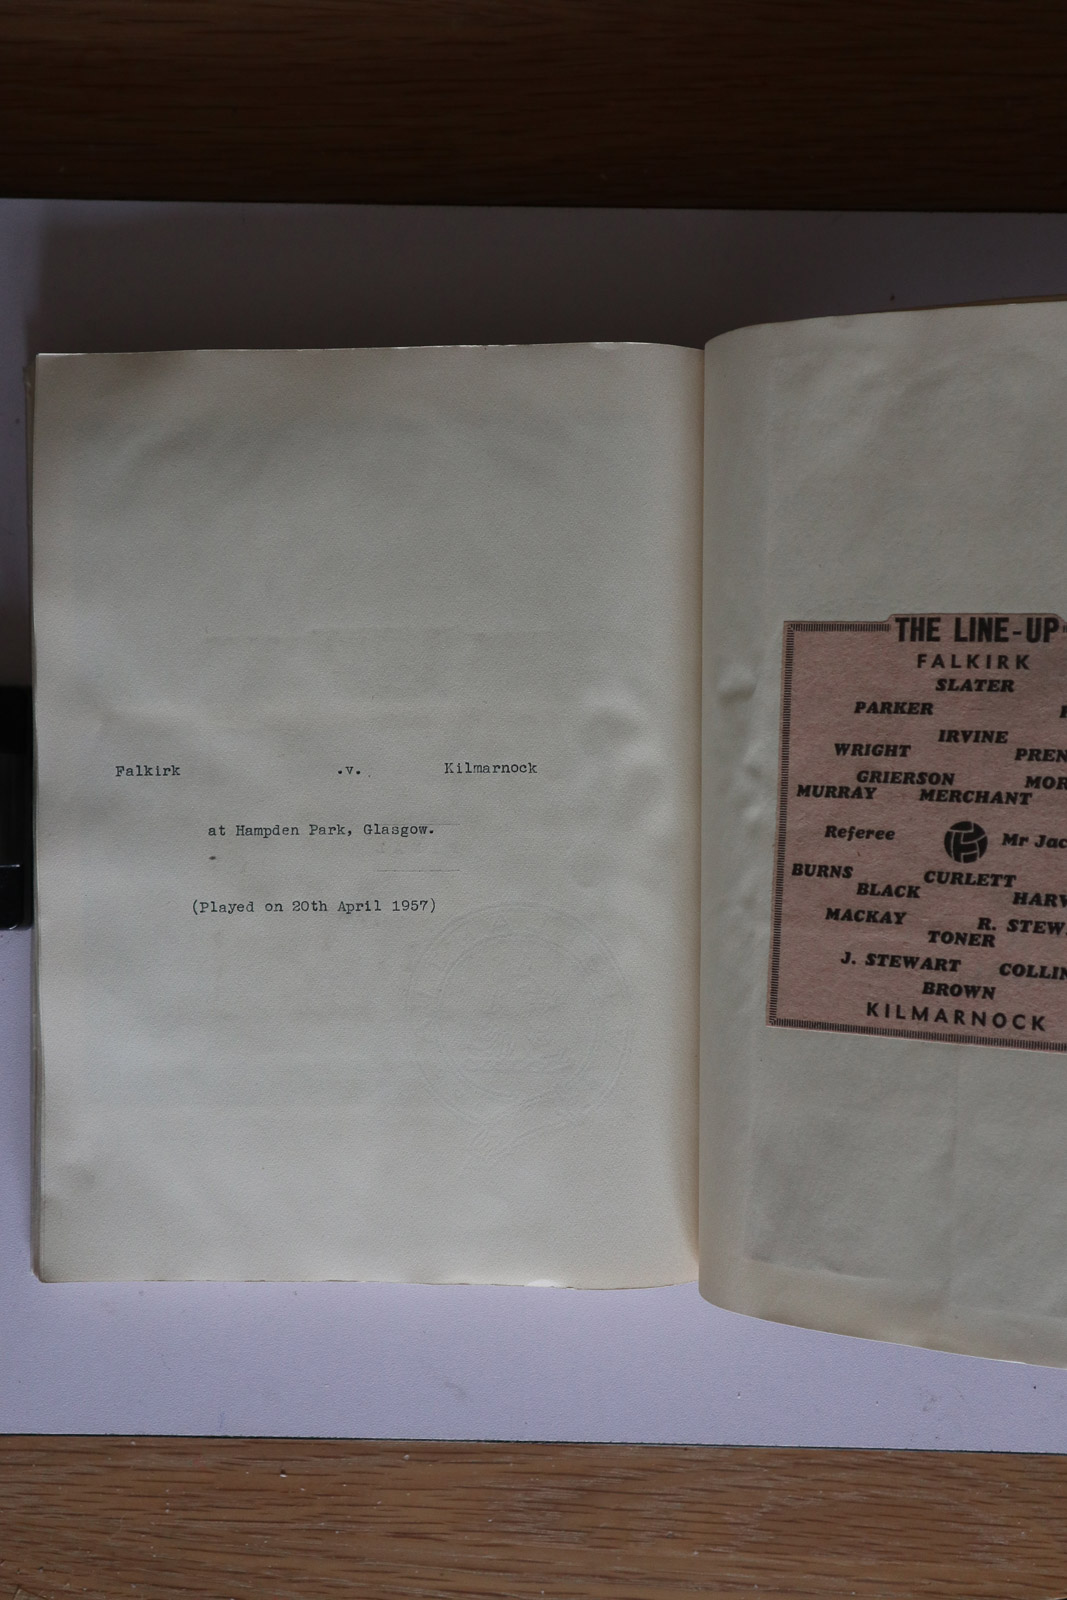 Falkirk .v. Kilmarnock
at Hampden Park, Glasgow.
(Played on 20th April 1957)
THE LINE-UP
FALKIRK
SLATER
PARKER
IRVINE
WRIGHT
GRIERSON
MURRAY MERCHANT
Referee Mr
BURNS CURLETT
BLACK
MACKAY R.
TONER
J. STEWART
BROWN
KILMARNOCK